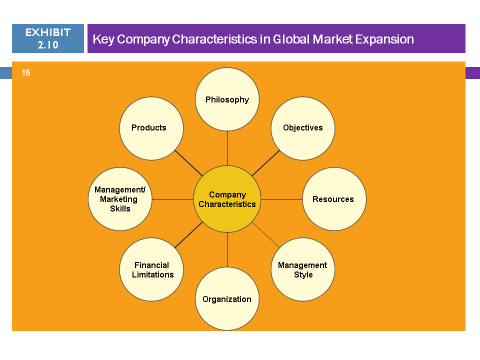 EXHIBIT
2.10
Key Company Characteristics in Global Market Expansion
15
Philosophy
Products
Objectives
Management/
Marketing
Skills
Company
Characteristics
Resources
Financial
Limitations
Management
Style
Organization